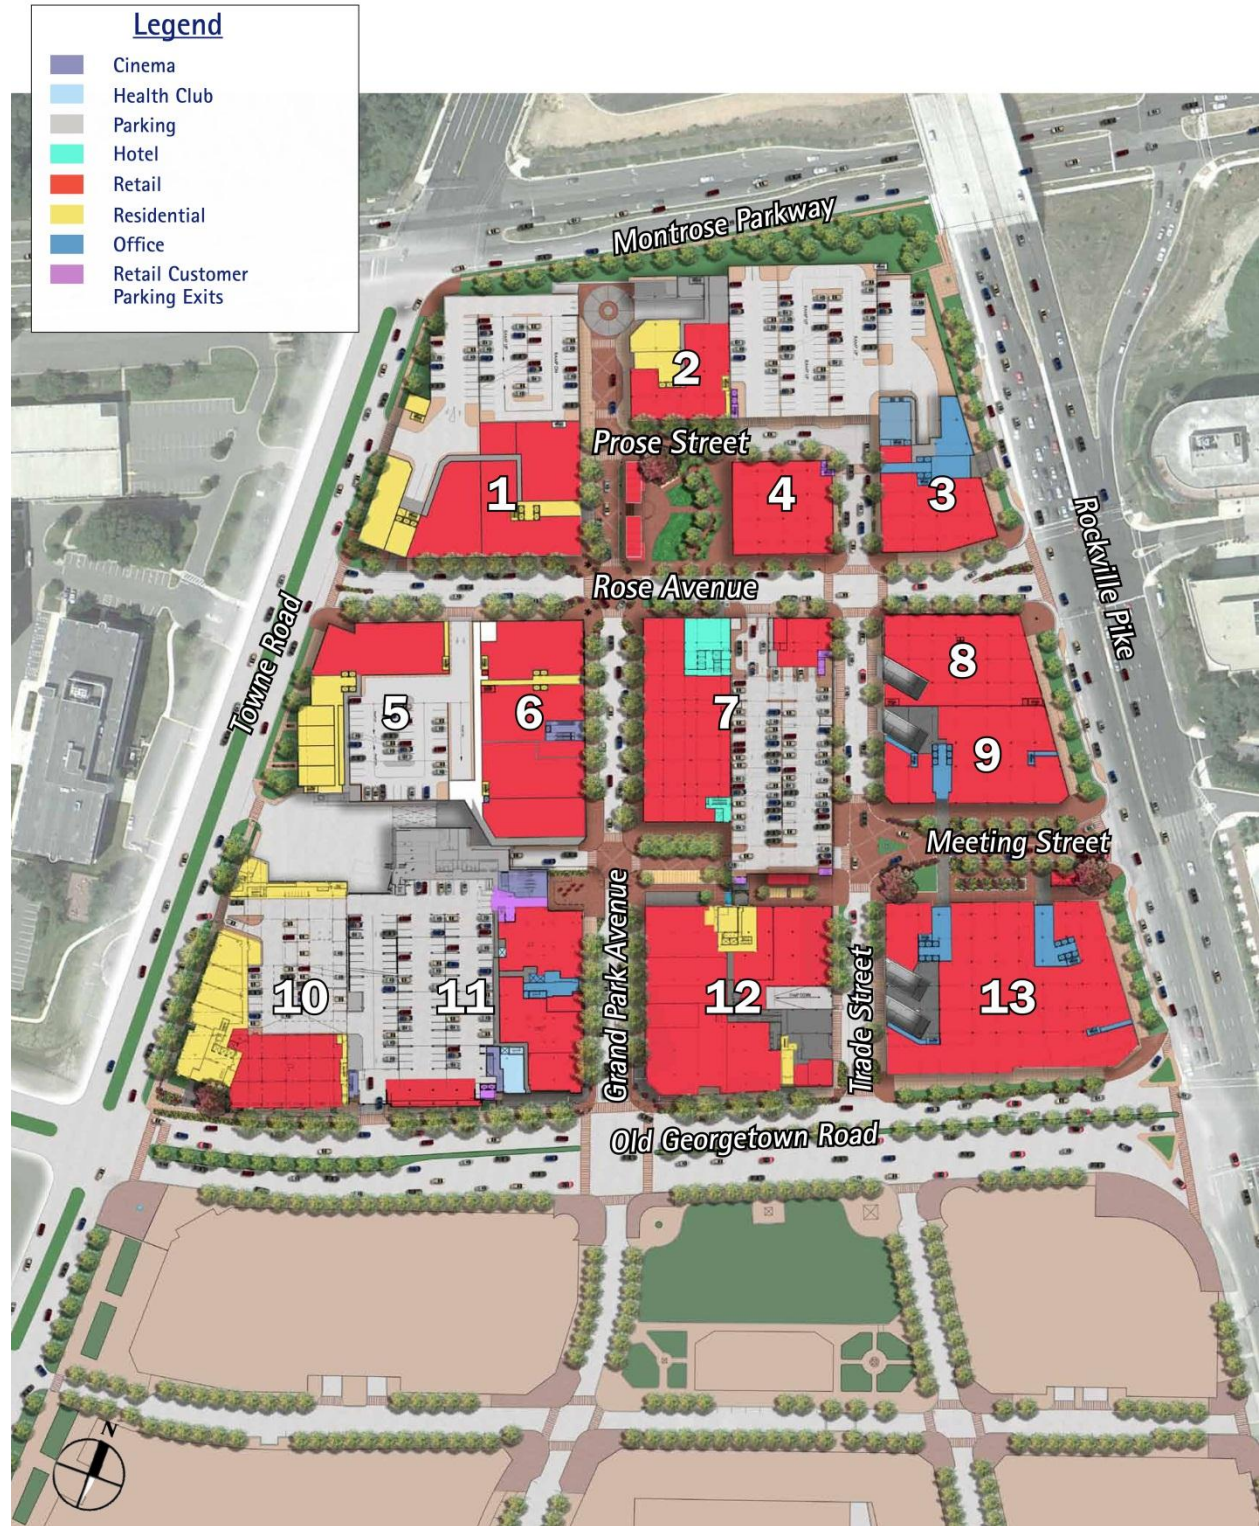 Legend
Cinema
Health Club
Parking
Hotel
Retail
Residential
Office
Retail Customer
Parking Exits
Montrose Parkway
2
Prose Street
1
4
3
Rose Avenue
Rockville Pike
Towne Road
5
6
7
8
9
Meeting Street
Grand Park Avenue
Trade Street
10
11
12
13
Old Georgetown Road
N